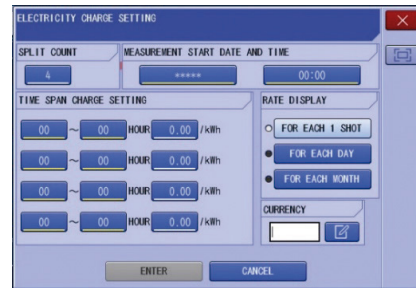 ELECTRICITY CHARGE SETTING
SPLIT COUNT
MEASUREMENT START DATE AND TIME
4
*****
00:00
TIME SPAN CHARGE SETTING
RATE DISPLAY
00 ~ 00 HOUR 0.00 /kWh
FOR EACH 1 SHOT
00 ~ 00 HOUR 0.00 /kWh
FOR EACH DAY
00 ~ 00 HOUR 0.00 /kWh
FOR EACH MONTH
00 ~ 00 HOUR 0.00 /kWh
CURRENCY
ENTER
CANCEL